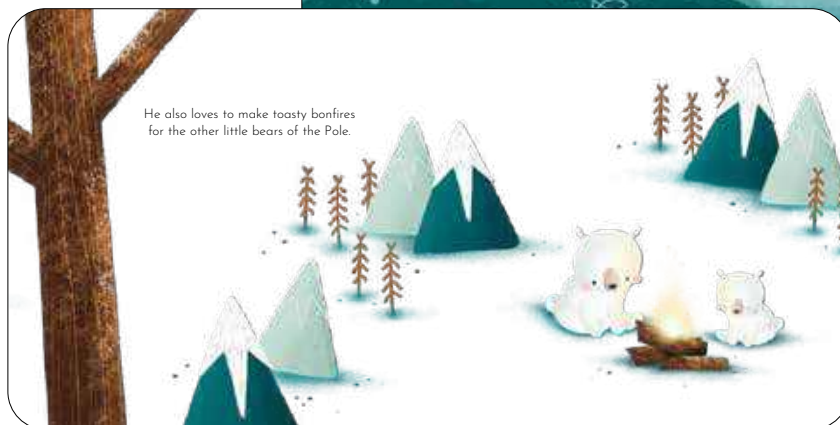 He also loves to make toasty bonfires
for the other little bears of the Pole.